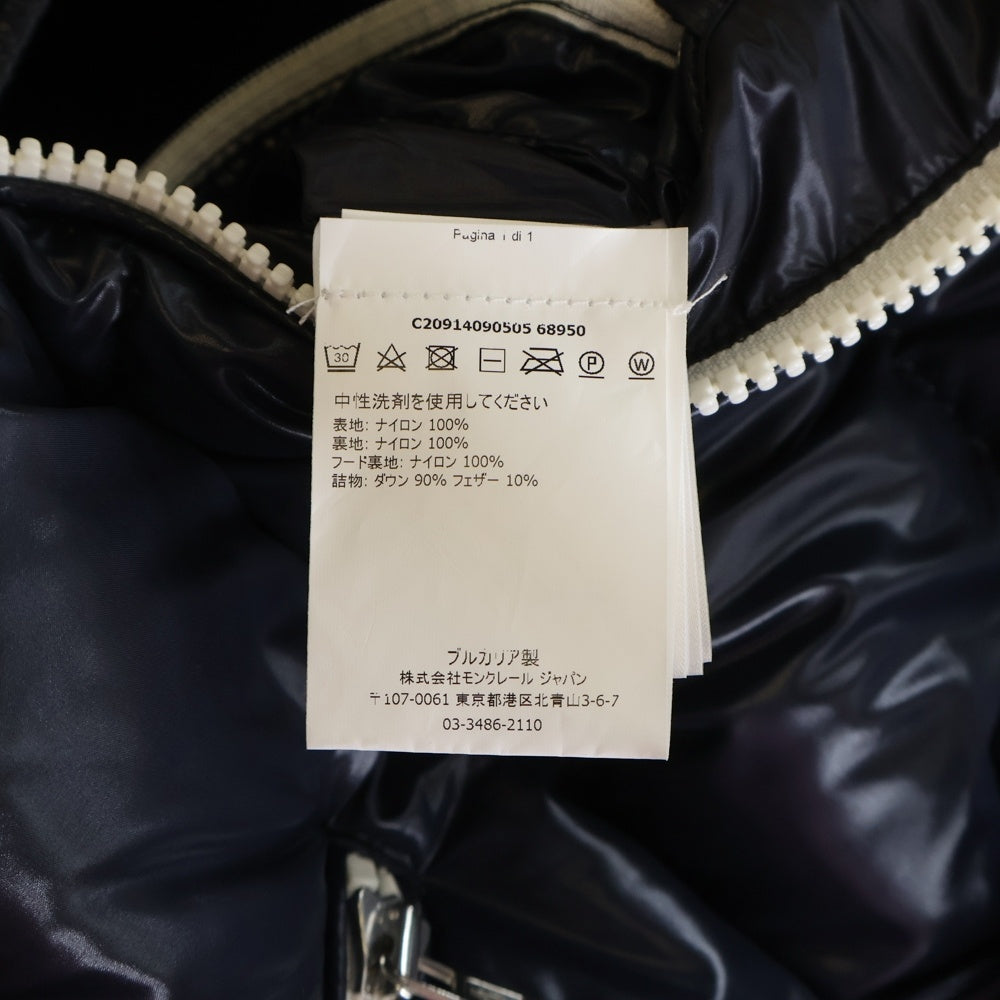 Pagina 1 di 1
C20914090505 68950
30
P
W
中性洗剤を使用してください
表地: ナイロン 100%
裏地: ナイロン 100%
フード裏地: ナイロン 100%
詰物: ダウン 90% フェザー 10%
ブルガリア製
株式会社モンクレール ジャパン
〒107-0061 東京都港区北青山3-6-7
03-3486-2110